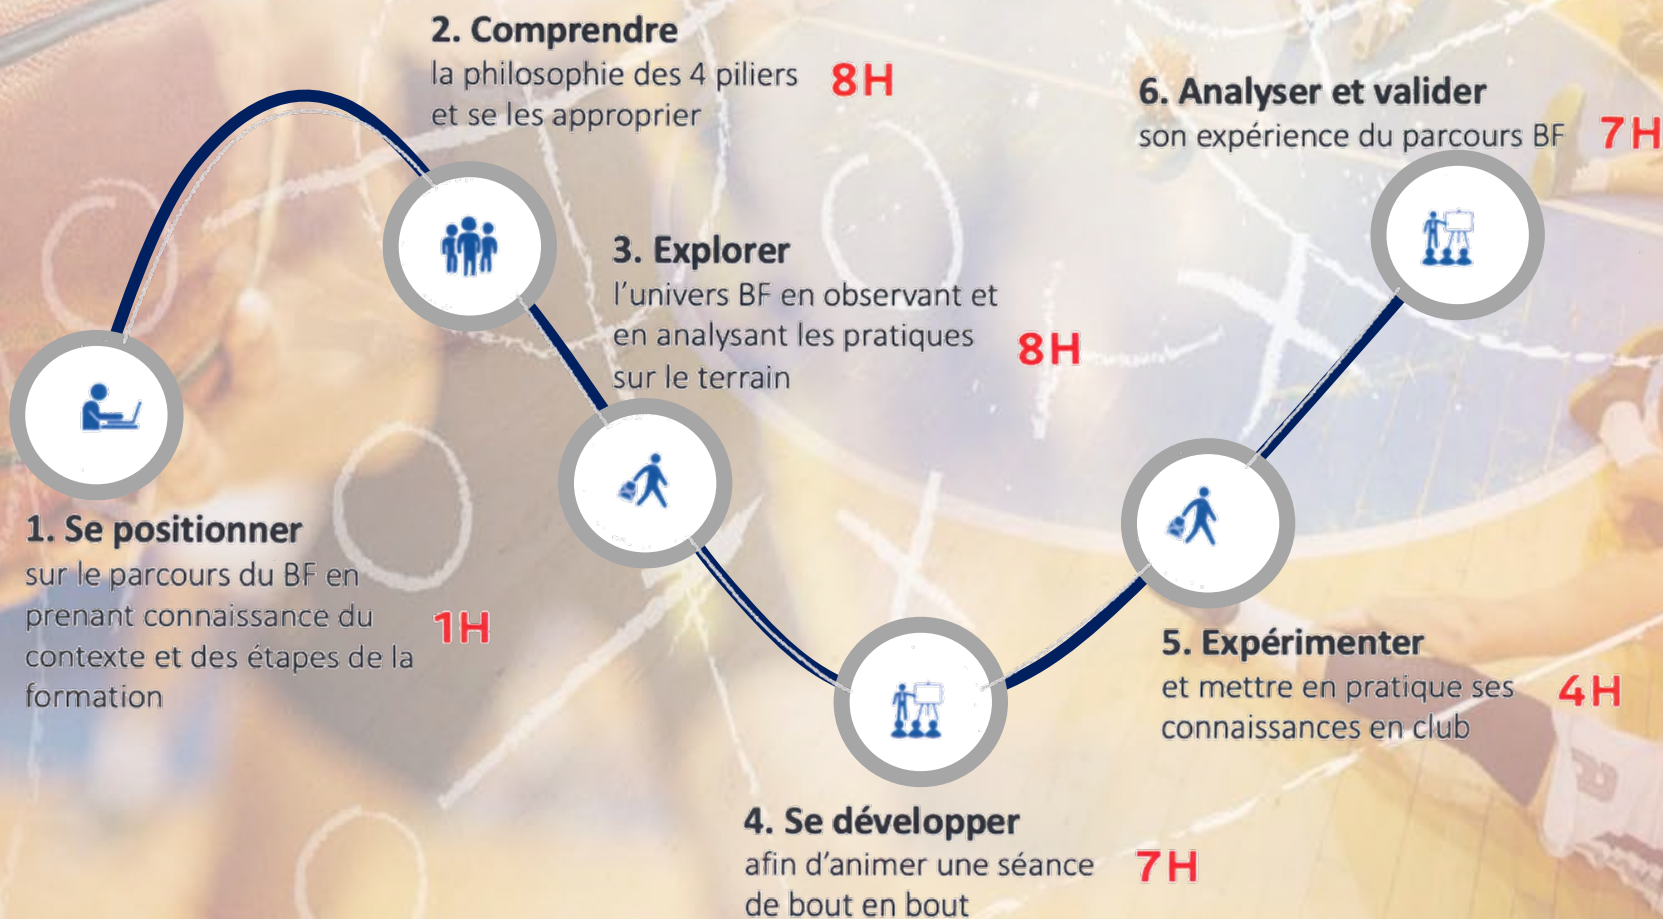 1. Se positionner
sur le parcours du BF en
prenant connaissance du
contexte et des étapes de la
formation
1H
2. Comprendre
la philosophie des 4 piliers
et se les approprier
8H
3. Explorer
l'univers BF en observant et
en analysant les pratiques
sur le terrain
8H
4. Se développer
afin d'animer une séance
de bout en bout
7H
5. Expérimenter
et mettre en pratique ses
connaissances en club
4H
6. Analyser et valider
son expérience du parcours BF
7H